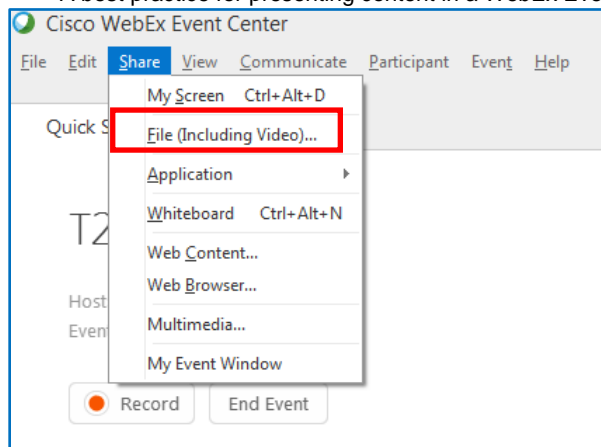 A best practice for presenting content in a WebEx Eve
Cisco WebEx Event Center
File Edit Share View Communicate Participant Event Help
My Screen Ctrl+Alt+D
Quick S
File (Including Video)...
Application
Whiteboard Ctrl+Alt+N
T2
Web Content...
Web Browser...
Host
Multimedia...
Even
My Event Window
Record End Event